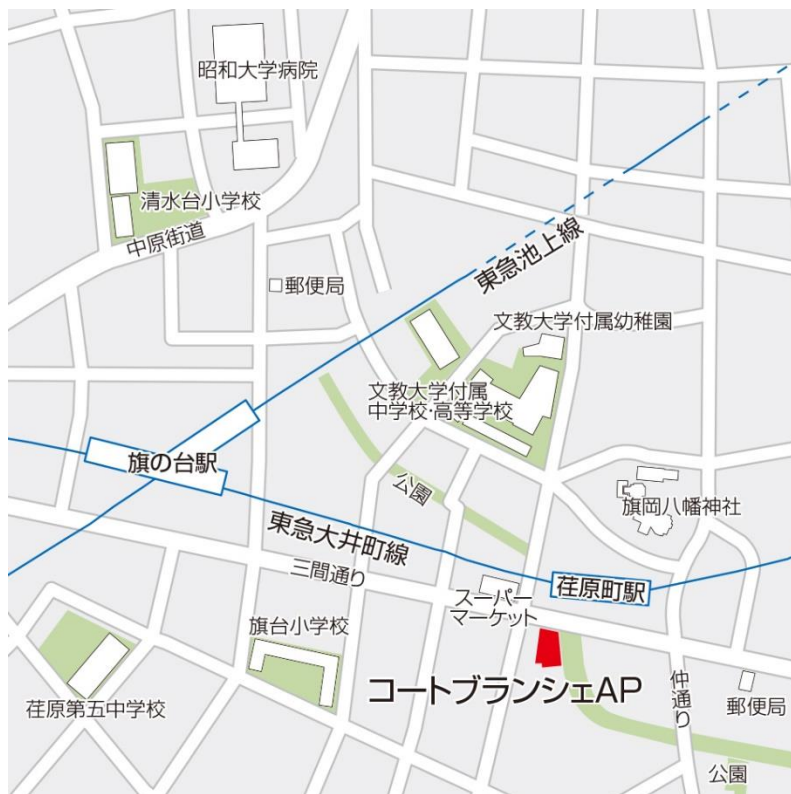 昭和大学病院
清水台小学校
中原街道
郵便局
東急池上線
文教大学付属幼稚園
文教大学付属
中学校・高等学校
旗の台駅
公園
旗岡八幡神社
東急大井町線
三間通り
スーパー
マーケット
荏原町駅
旗台小学校
コートブランシェAP
荏原第五中学校
仲通り
郵便局
公園